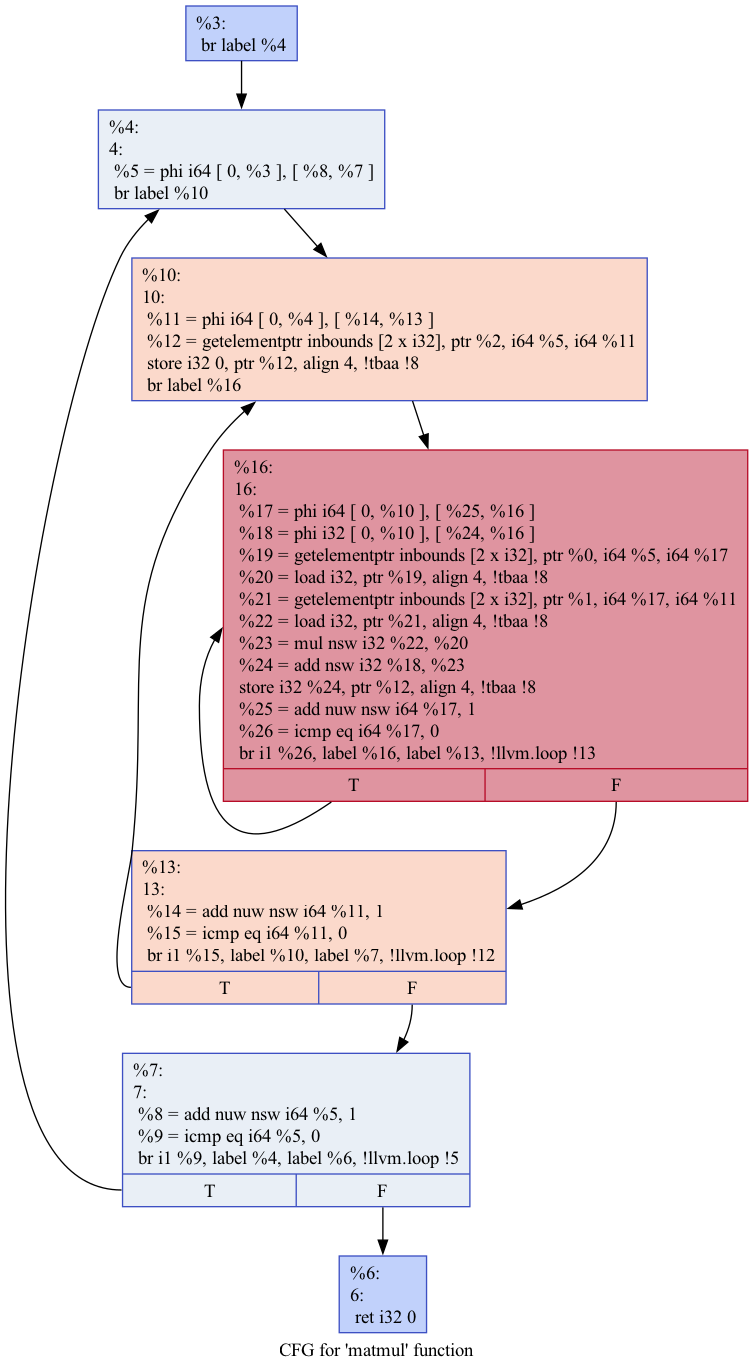 %3:
br label %4
%4:
4:
%5 = phi i64 [ 0, %3 ], [ %8, %7 ]
br label %10
%10:
10:
%11 = phi i64 [ 0, %4 ], [ %14, %13 ]
%12 = getelementptr inbounds [2 x i32], ptr %2, i64 %5, i64 %11
store i32 0, ptr %12, align 4, !tbaa !8
br label %16
%16:
16:
%17 = phi i64 [ 0, %10 ], [ %25, %16 ]
%18 = phi i32 [ 0, %10 ], [ %24, %16 ]
%19 = getelementptr inbounds [2 x i32], ptr %0, i64 %5, i64 %17
%20 = load i32, ptr %19, align 4, !tbaa !8
%21 = getelementptr inbounds [2 x i32], ptr %1, i64 %17, i64 %11
%22 = load i32, ptr %21, align 4, !tbaa !8
%23 = mul nsw i32 %22, %20
%24 = add nsw i32 %18, %23
store i32 %24, ptr %12, align 4, !tbaa !8
%25 = add nuw nsw i64 %17, 1
%26 = icmp eq i64 %17, 0
br i1 %26, label %16, label %13, !llvm.loop !13
T F
%13:
13:
%14 = add nuw nsw i64 %11, 1
%15 = icmp eq i64 %11, 0
br i1 %15, label %10, label %7, !llvm.loop !12
T F
%7:
7:
%8 = add nuw nsw i64 %5, 1
%9 = icmp eq i64 %5, 0
br i1 %9, label %4, label %6, !llvm.loop !5
T F
%6:
6:
ret i32 0
CFG for 'matmul' function